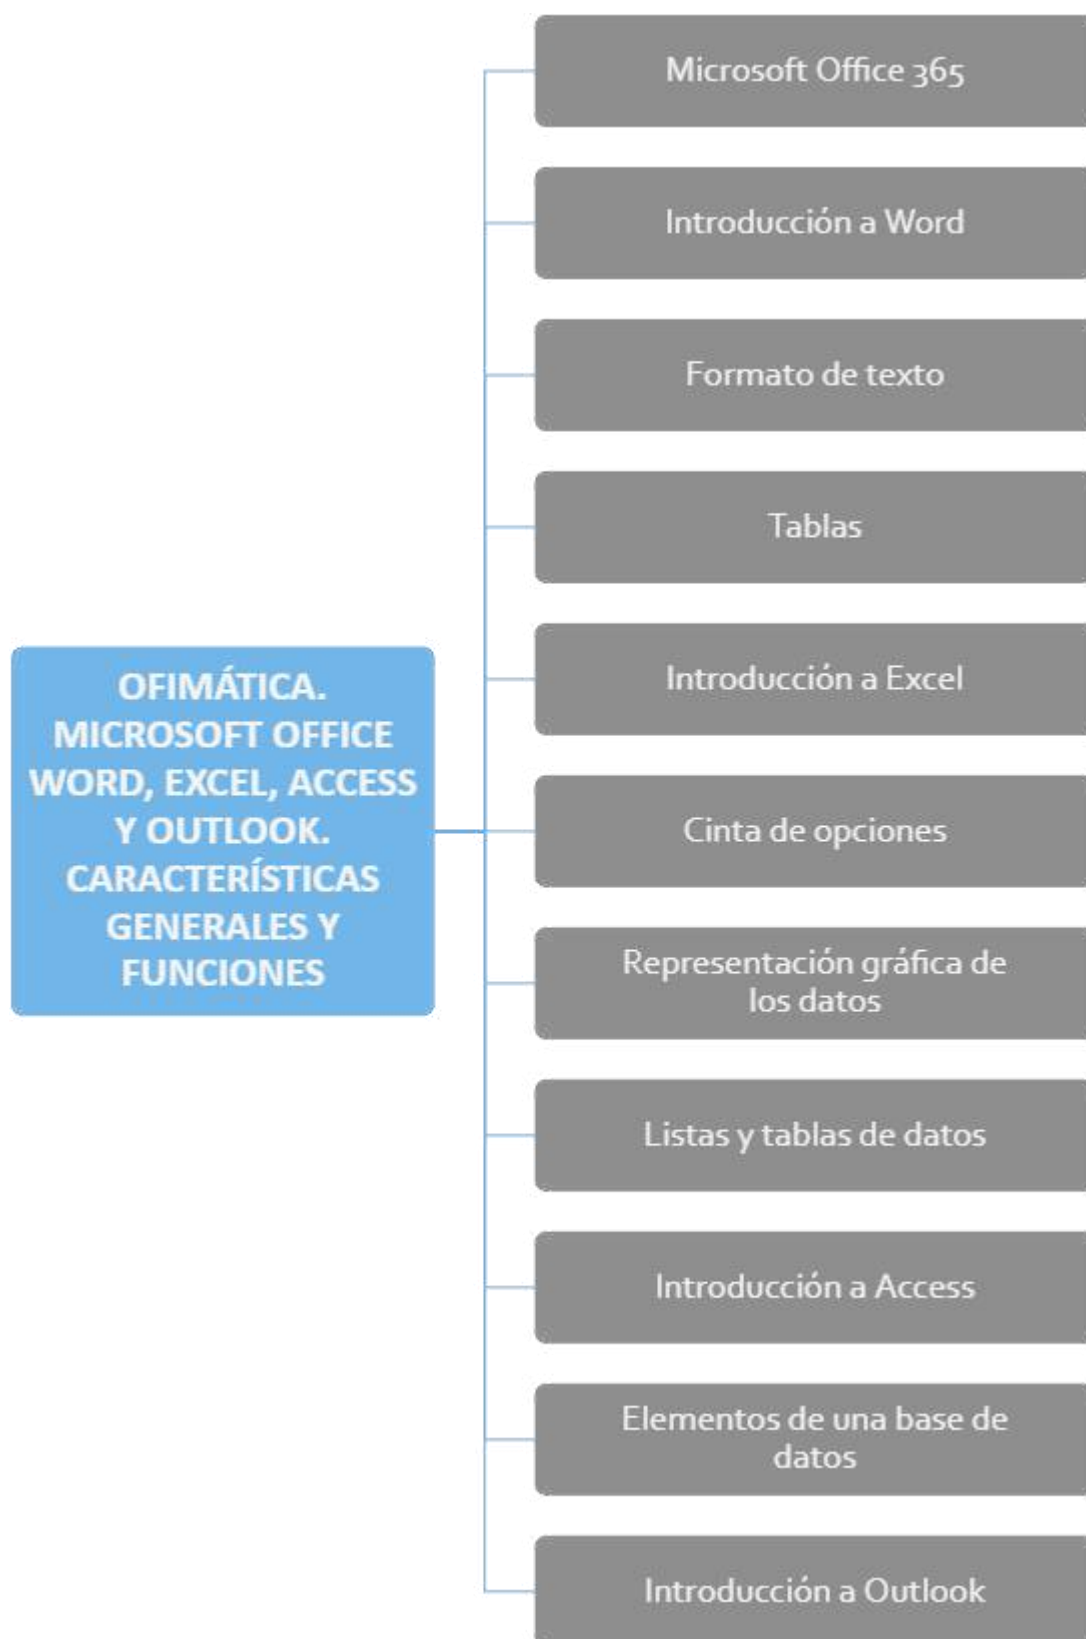 Microsoft Office 365
Introducción a Word
Formato de texto
Tablas
Introducción a Excel
OFIMÁTICA.
MICROSOFT OFFICE
WORD, EXCEL, ACCESS
Y OUTLOOK.
CARACTERÍSTICAS
GENERALES Y
FUNCIONES
Cinta de opciones
Representación gráfica de
los datos
Listas y tablas de datos
Introducción a Access
Elementos de una base de
datos
Introducción a Outlook